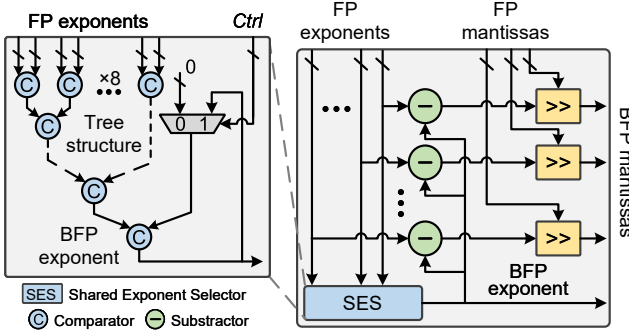 FP exponents
Ctrl
C
C
×8
C
0
C
Tree
structure
0 1
C
BFP
exponent
C
SES Shared Exponent Selector
C Comparator
− Substractor
FP
exponents
FP
mantissas
− >>
− >>
− >>
BFP
exponent
SES
BFP mantissas